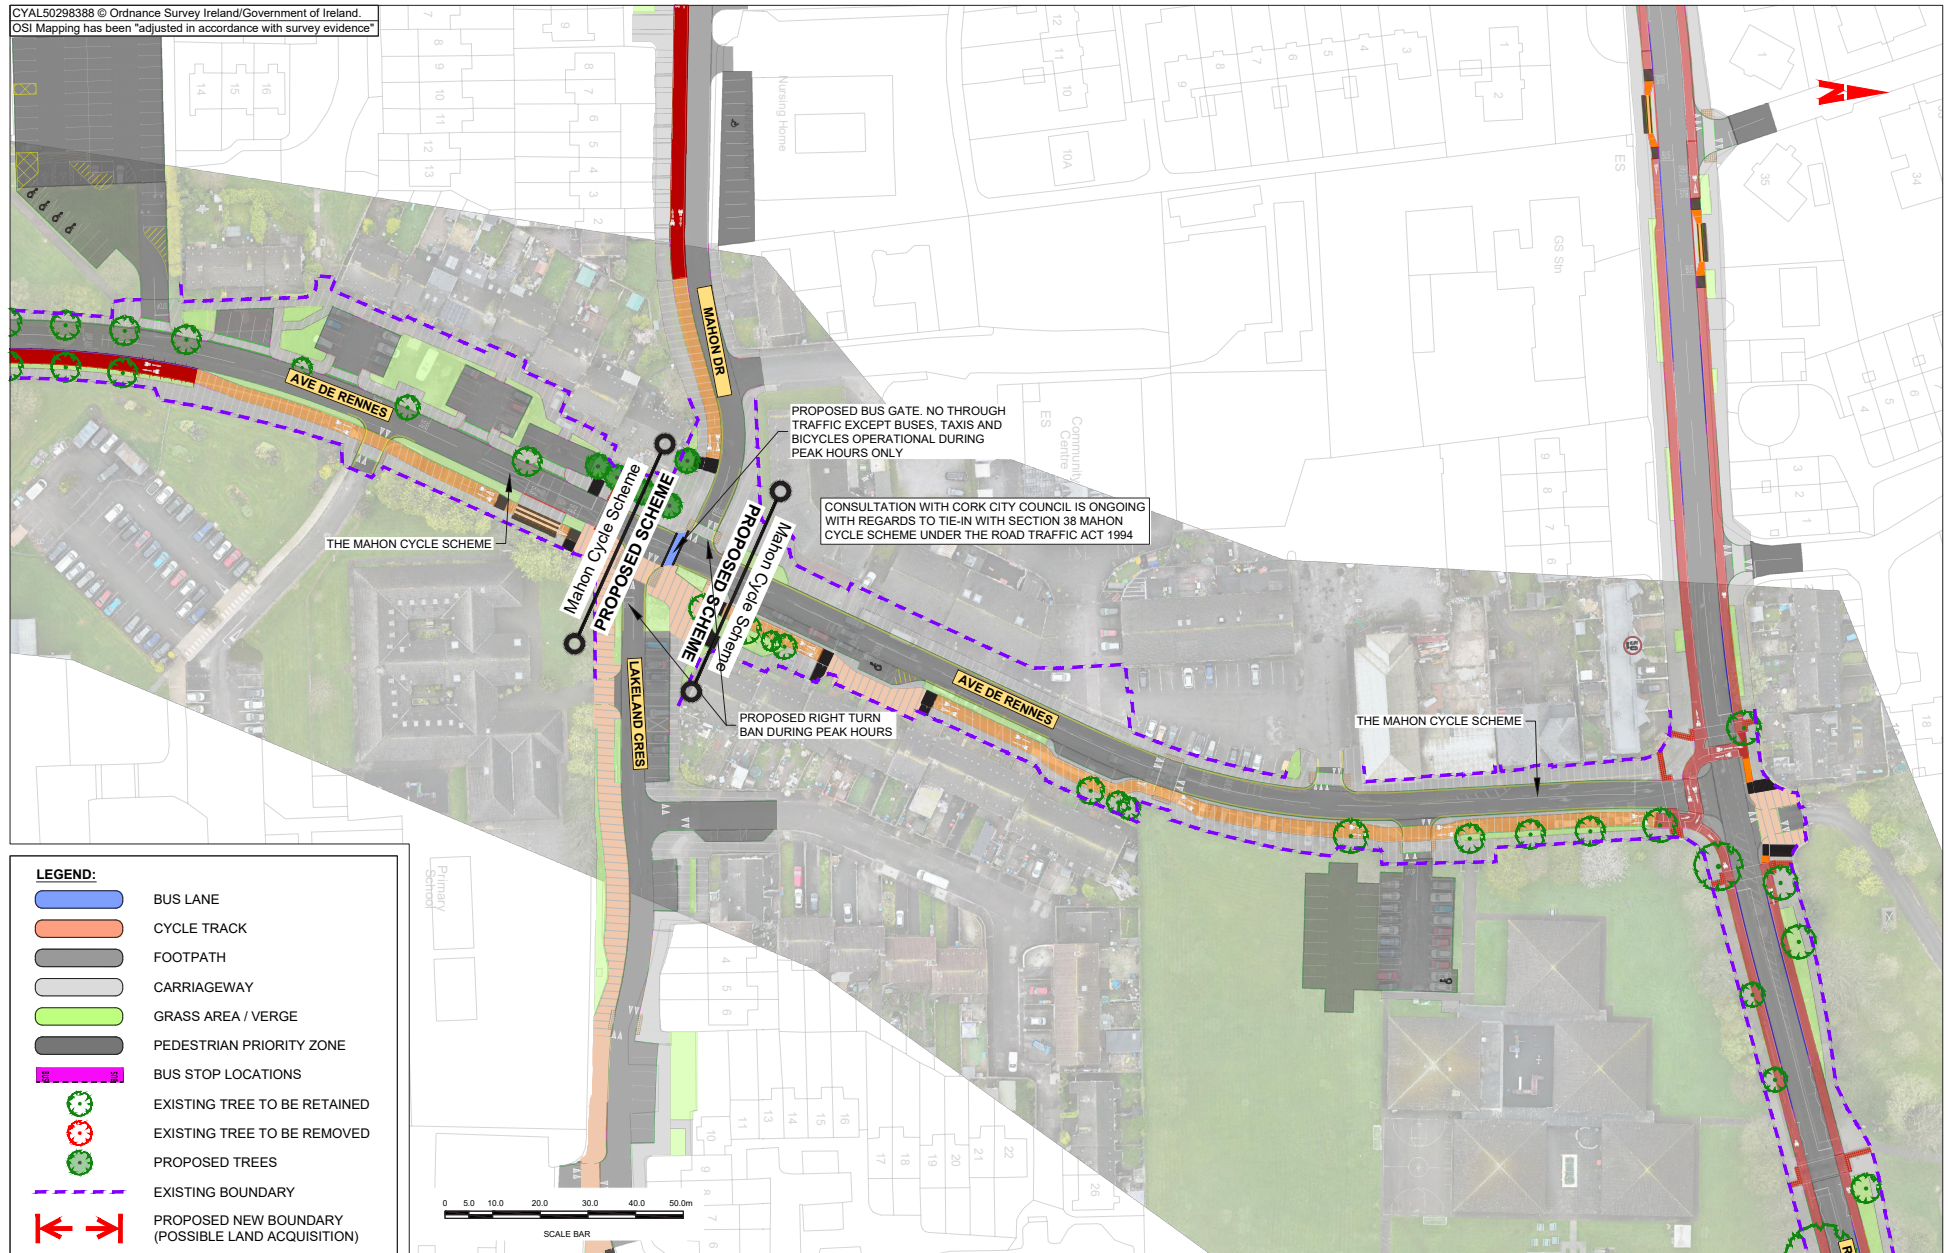 CYAL50298388 © Ordnance Survey Ireland/Government of Ireland.
OSI Mapping has been "adjusted in accordance with survey evidence"
Nursing Home
10A
GS Stn
ES
ES
Community
Centre
N
MAHON DR
AVE DE RENNES
PROPOSED BUS GATE. NO THROUGH
TRAFFIC EXCEPT BUSES, TAXIS AND
BICYCLES OPERATIONAL DURING
PEAK HOURS ONLY
CONSULTATION WITH CORK CITY COUNCIL IS ONGOING
WITH REGARDS TO TIE-IN WITH SECTION 38 MAHON
CYCLE SCHEME UNDER THE ROAD TRAFFIC ACT 1994
THE MAHON CYCLE SCHEME
Mahon Cycle Scheme
PROPOSED SCHEME
PROPOSED SCHEME
Mahon Cycle Scheme
LAKELAND CRES
PROPOSED RIGHT TURN
BAN DURING PEAK HOURS
AVE DE RENNES
THE MAHON CYCLE SCHEME
Primary
School
LEGEND:
BUS LANE
CYCLE TRACK
FOOTPATH
CARRIAGEWAY
GRASS AREA / VERGE
PEDESTRIAN PRIORITY ZONE
BUS STOP LOCATIONS
EXISTING TREE TO BE RETAINED
EXISTING TREE TO BE REMOVED
PROPOSED TREES
EXISTING BOUNDARY
PROPOSED NEW BOUNDARY
(POSSIBLE LAND ACQUISITION)
0 5.0 10.0 20.0 30.0 40.0 50.0m
SCALE BAR